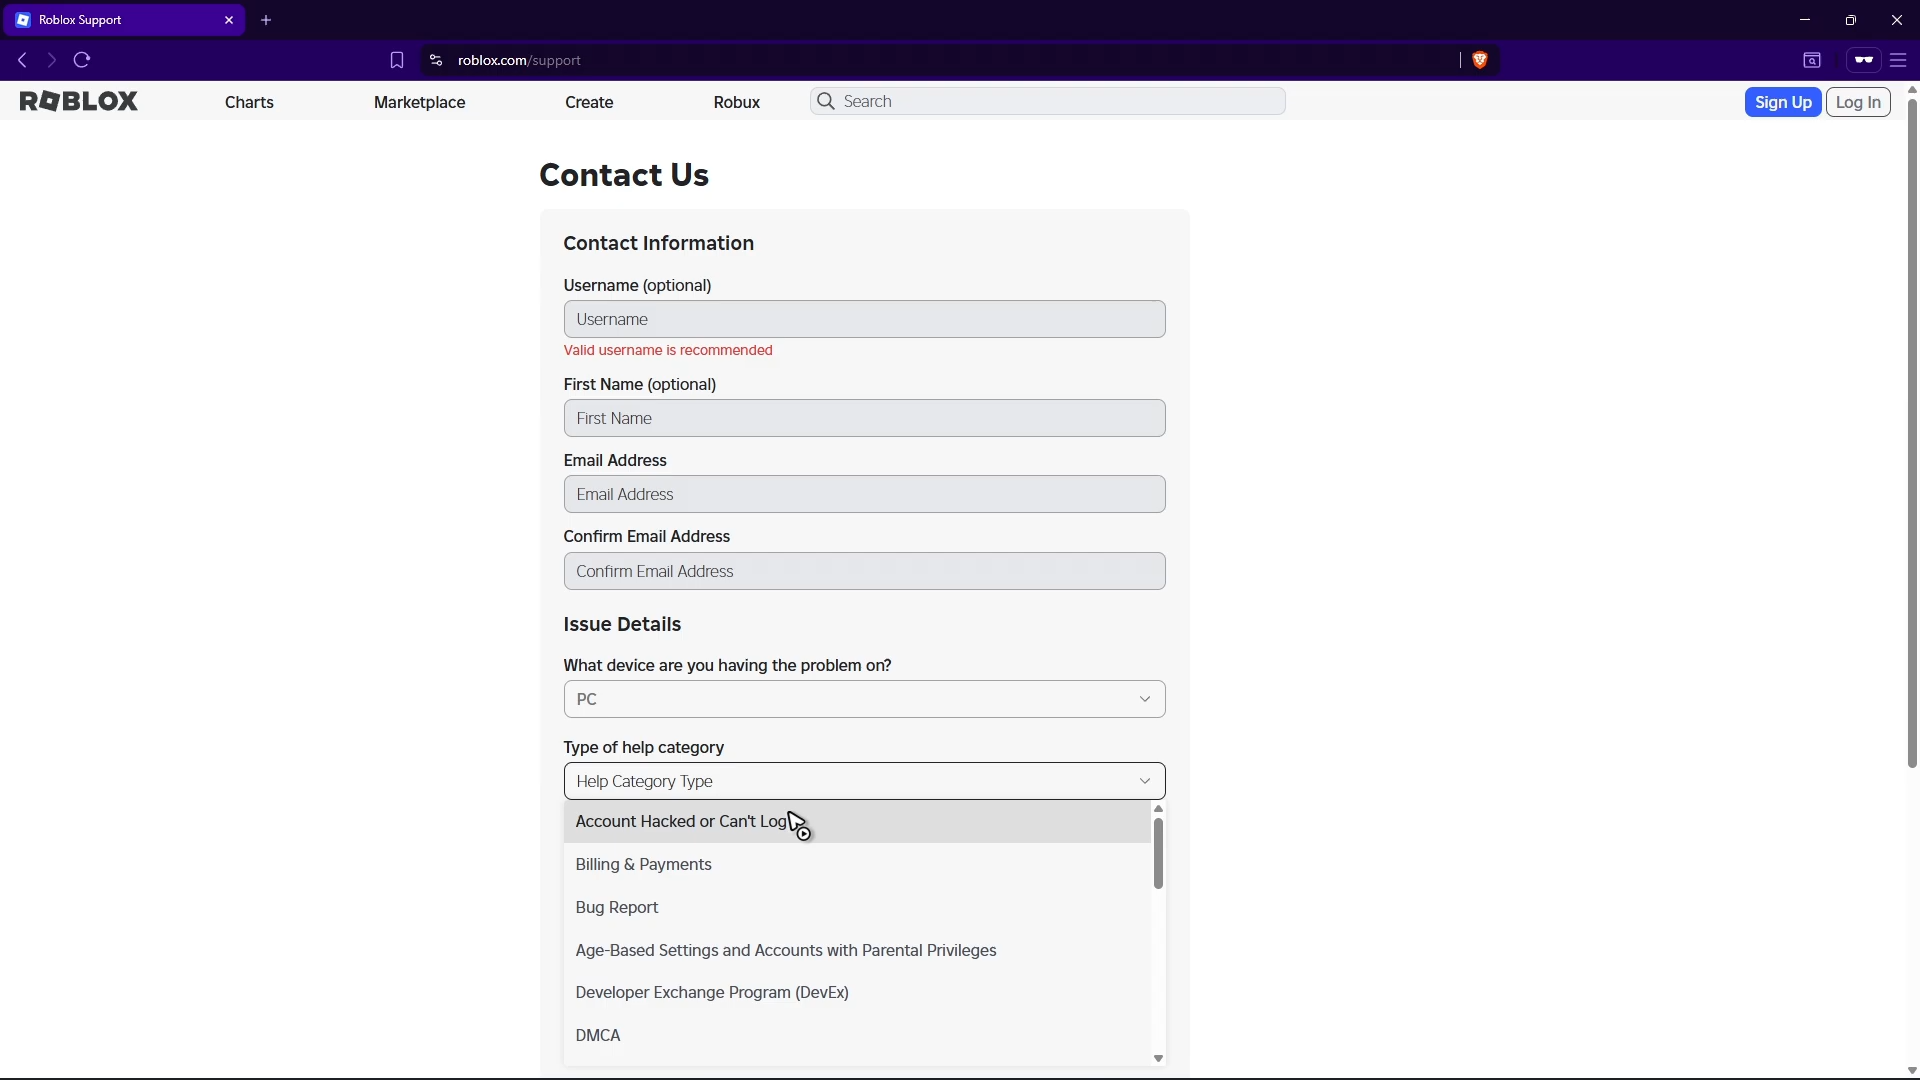 Roblox Support
roblox.com/support
ROBLOX
Charts
Marketplace
Create
Robux
Search
Sign Up
Log In
Contact Us
Contact Information
Username (optional)
Username
Valid username is recommended
First Name (optional)
First Name
Email Address
Email Address
Confirm Email Address
Confirm Email Address
Issue Details
What device are you having the problem on?
PC
Type of help category
Help Category Type
Account Hacked or Can't Log
Billing & Payments
Bug Report
Age-Based Settings and Accounts with Parental Privileges
Developer Exchange Program (DevEx)
DMCA